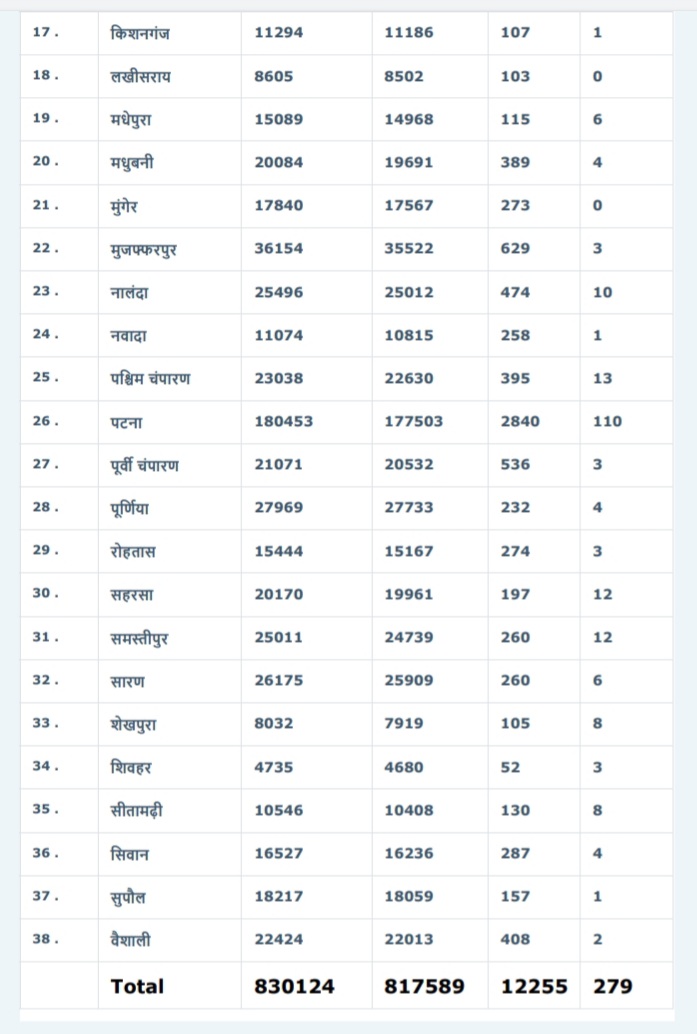 17. किशनगंज 11294 11186 107 1
18. लखीसराय 8605 8502 103 0
19. मधेपुरा 15089 14968 115 6
20. मधुबनी 20084 19691 389 4
21. मुंगेर 17840 17567 273 0
22. मुजफ्फरपुर 36154 35522 629 3
23. नालंदा 25496 25012 474 10
24. नवादा 11074 10815 258 1
25. पश्चिम चंपारण 23038 22630 395 13
26. पटना 180453 177503 2840 110
27. पूर्वी चंपारण 21071 20532 536 3
28. पूर्णिया 27969 27733 232 4
29. रोहतास 15444 15167 274 3
30. सहरसा 20170 19961 197 12
31. समस्तीपुर 25011 24739 260 12
32. सारण 26175 25909 260 6
33. शेखपुरा 8032 7919 105 8
34. शिवहर 4735 4680 52 3
35. सीतामढ़ी 10546 10408 130 8
36. सिवान 16527 16236 287 4
37. सुपौल 18217 18059 157 1
38. वैशाली 22424 22013 408 2
Total 830124 817589 12255 279